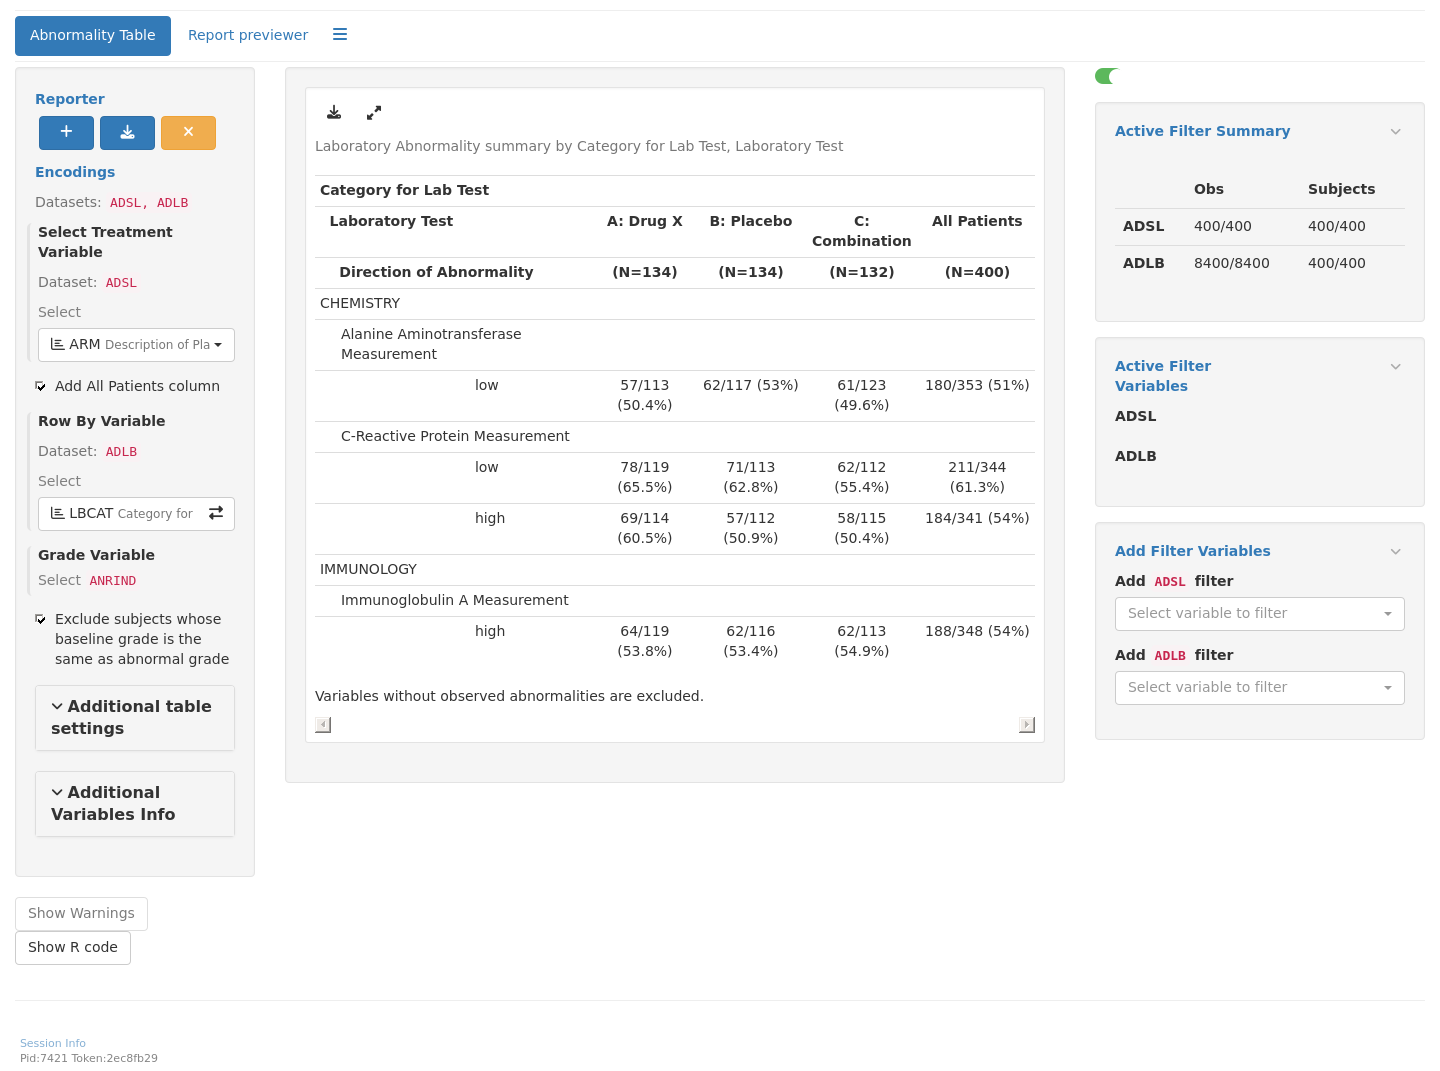 Abnormality Table
Report previewer
Reporter
Encodings
Datasets: ADSL, ADLB
Select Treatment
Variable
Dataset: ADSL
Select
ARM Description of Pla
Add All Patients column
Row By Variable
Dataset: ADLB
Select
LBCAT Category for
Grade Variable
Select ANRIND
Exclude subjects whose
baseline grade is the
same as abnormal grade
Additional table
settings
Additional
Variables Info
Show Warnings
Show R code
Laboratory Abnormality summary by Category for Lab Test, Laboratory Test
Category for Lab Test
Laboratory Test A: Drug X B: Placebo C: All Patients
Combination
Direction of Abnormality (N=134) (N=134) (N=132) (N=400)
CHEMISTRY
Alanine Aminotransferase
Measurement
low 57/113 62/117 (53%) 61/123 180/353 (51%)
(50.4%) (49.6%)
C-Reactive Protein Measurement
low 78/119 71/113 62/112 211/344
(65.5%) (62.8%) (55.4%) (61.3%)
high 69/114 57/112 58/115 184/341 (54%)
(60.5%) (50.9%) (50.4%)
IMMUNOLOGY
Immunoglobulin A Measurement
high 64/119 62/116 62/113 188/348 (54%)
(53.8%) (53.4%) (54.9%)
Variables without observed abnormalities are excluded.
Active Filter Summary
Obs Subjects
ADSL 400/400 400/400
ADLB 8400/8400 400/400
Active Filter
Variables
ADSL
ADLB
Add Filter Variables
Add ADSL filter
Select variable to filter
Add ADLB filter
Select variable to filter
Session Info
Pid:7421 Token:2ec8fb29